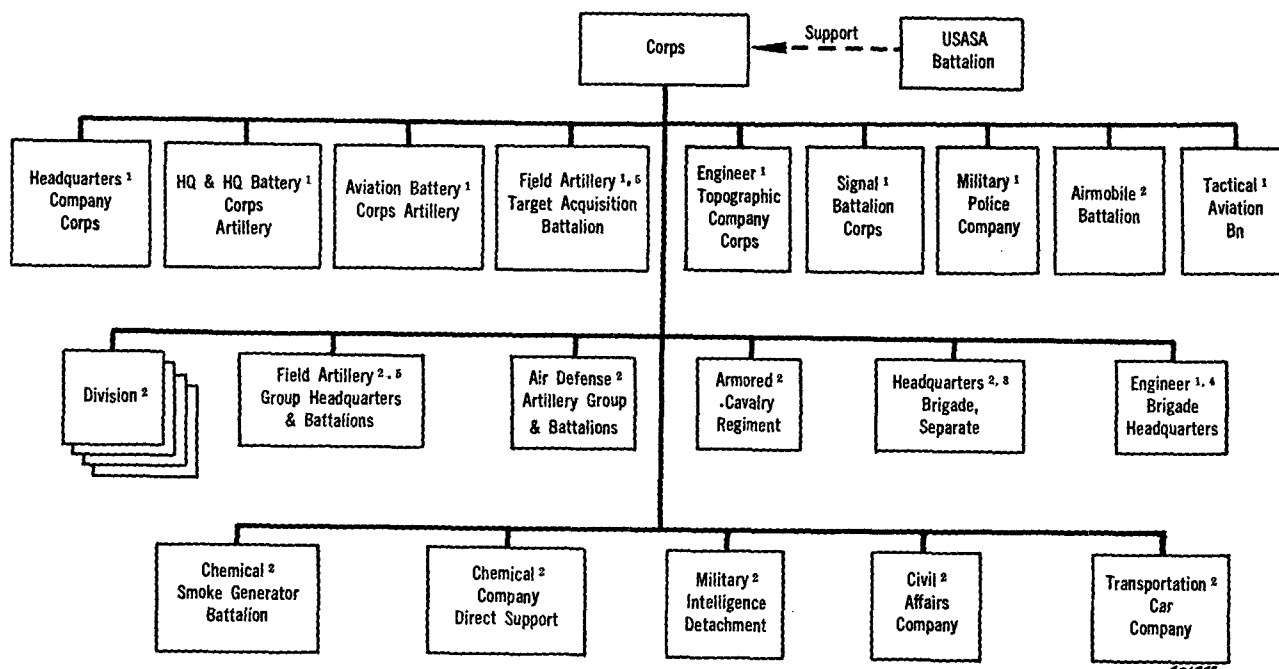 Corps
Support
USASA
Battalion
Headquarters 1
Company
Corps
HQ & HQ Battery 1
Corps
Artillery
Aviation Battery 1
Corps Artillery
Field Artillery 1, 5
Target Acquisition
Battalion
Engineer 1
Topographic
Company
Corps
Signal 1
Battalion
Corps
Military 1
Police
Company
Airmobile 2
Battalion
Tactical 1
Aviation
Bn
Division 2
Field Artillery 2, 5
Group Headquarters
& Battalions
Air Defense 2
Artillery Group
& Battalions
Armored 2
Cavalry
Regiment
Headquarters 2, 3
Brigade,
Separate
Engineer 1, 4
Brigade
Headquarters
Chemical 2
Smoke Generator
Battalion
Chemical 2
Company
Direct Support
Military 2
Intelligence
Detachment
Civil 2
Affairs
Company
Transportation 2
Car
Company